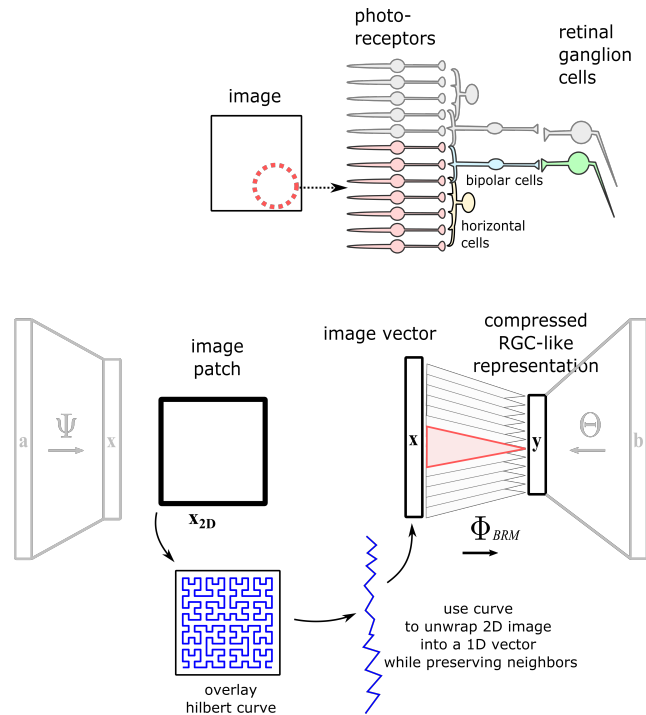 photo-
receptors
retinal
ganglion
cells
image
bipolar cells
horizontal
cells
compressed
RGC-like
representation
image vector
image
patch
a
Ψ
x
x2D
x
y
Θ
b
ΦBRM
use curve
to unwrap 2D image
into a 1D vector
while preserving neighbors
overlay
hilbert curve